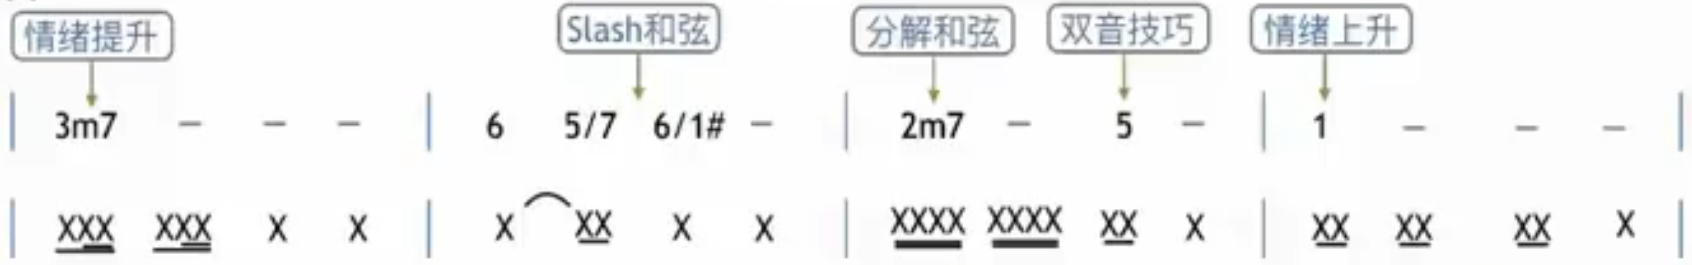 情绪提升 Slash和弦 分解和弦 双音技巧 情绪上升
| 3m7 – – – | 6 5/7 6/1# – | 2m7 – 5 – | 1 – – – |
| XXX XXX X X | X XX X X | XXXX XXXX XX X | XX XX XX X |